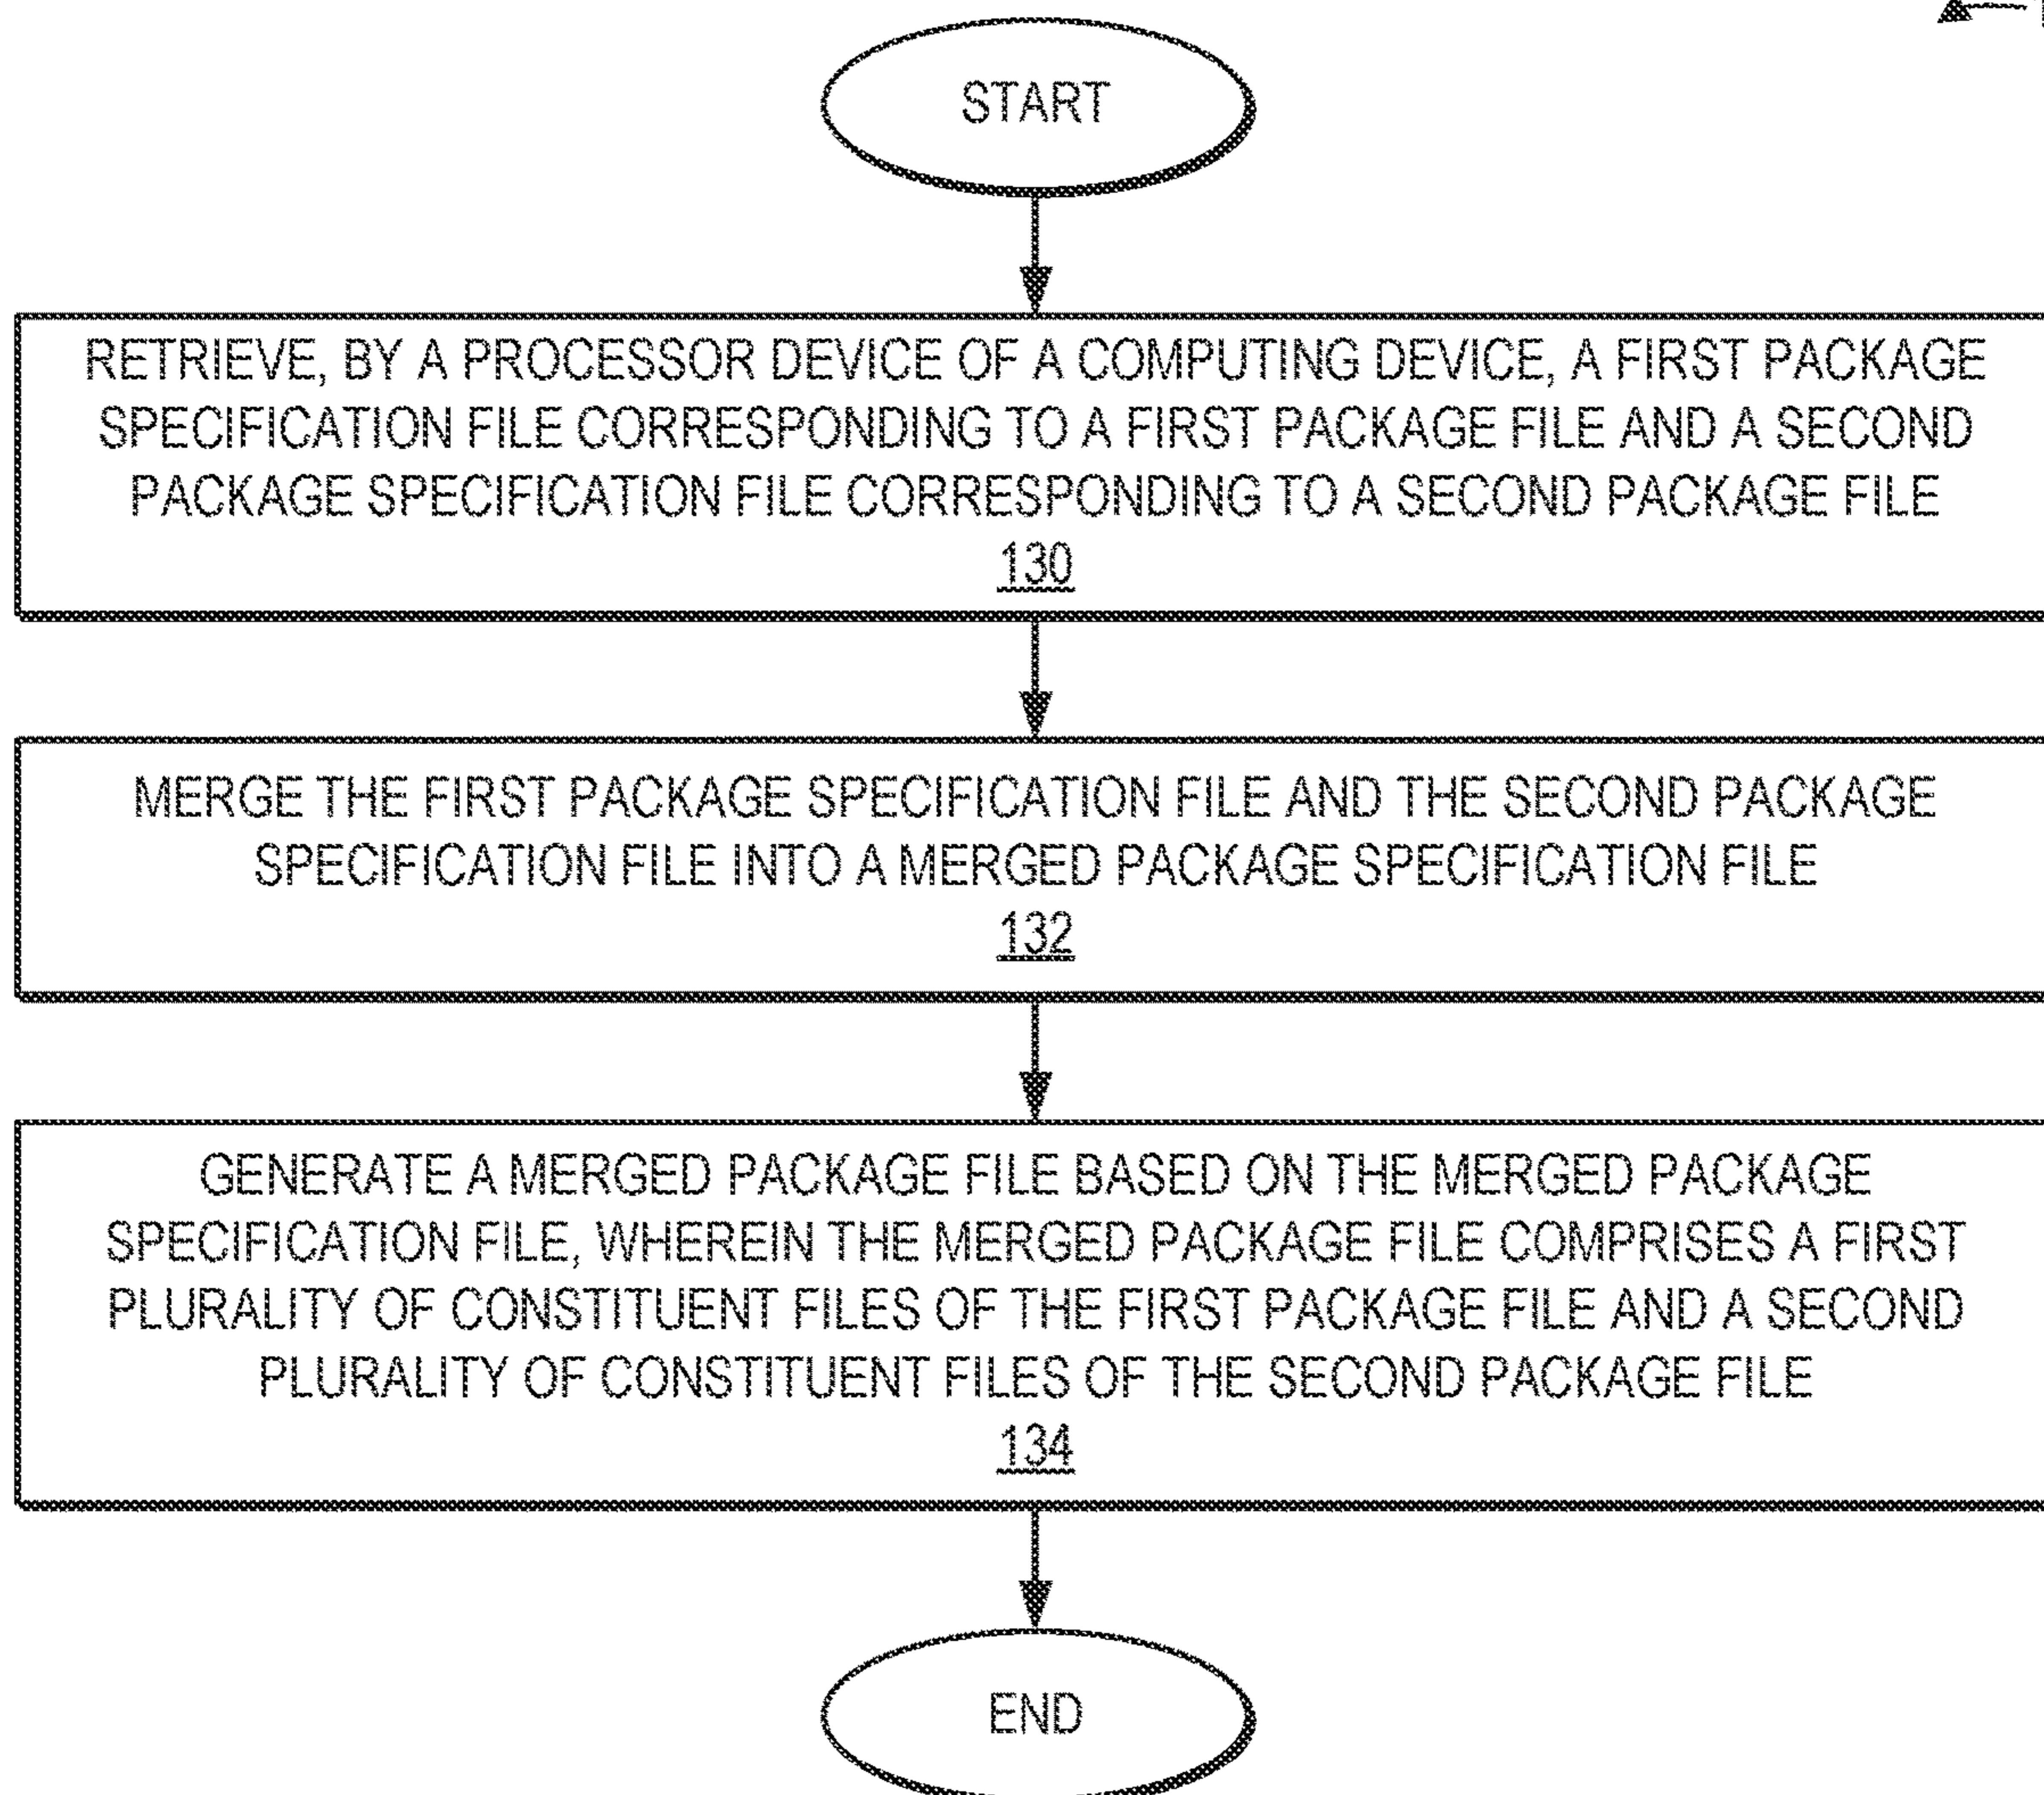 START
RETRIEVE, BY A PROCESSOR DEVICE OF A COMPUTING DEVICE, A FIRST PACKAGE
SPECIFICATION FILE CORRESPONDING TO A FIRST PACKAGE FILE AND A SECOND
PACKAGE SPECIFICATION FILE CORRESPONDING TO A SECOND PACKAGE FILE
130
MERGE THE FIRST PACKAGE SPECIFICATION FILE AND THE SECOND PACKAGE
SPECIFICATION FILE INTO A MERGED PACKAGE SPECIFICATION FILE
132
GENERATE A MERGED PACKAGE FILE BASED ON THE MERGED PACKAGE
SPECIFICATION FILE, WHEREIN THE MERGED PACKAGE FILE COMPRISES A FIRST
PLURALITY OF CONSTITUENT FILES OF THE FIRST PACKAGE FILE AND A SECOND
PLURALITY OF CONSTITUENT FILES OF THE SECOND PACKAGE FILE
134
END